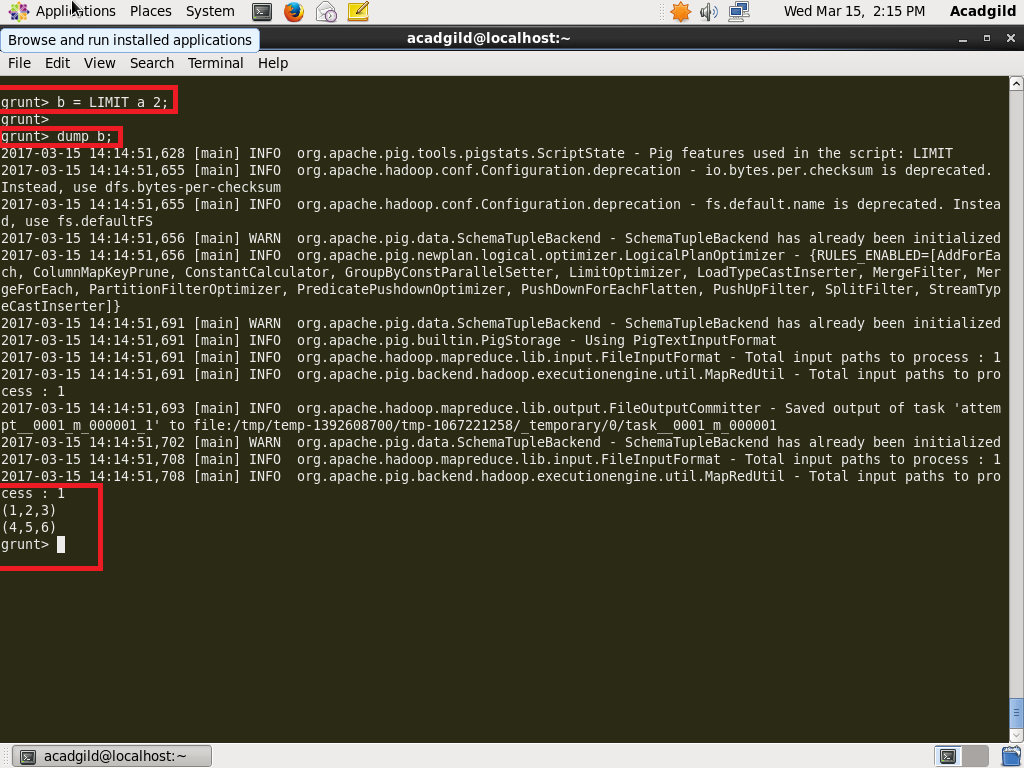 Applications Places System Wed Mar 15, 2:15 PM Acadgild
Browse and run installed applications
acadgild@localhost:~
File Edit View Search Terminal Help
grunt> b = LIMIT a 2;
grunt>
grunt> dump b;
2017-03-15 14:14:51,628 [main] INFO  org.apache.pig.tools.pigstats.ScriptState - Pig features used in the script: LIMIT
2017-03-15 14:14:51,655 [main] INFO  org.apache.hadoop.conf.Configuration.deprecation - io.bytes.per.checksum is deprecated.
Instead, use dfs.bytes-per-checksum
2017-03-15 14:14:51,655 [main] INFO  org.apache.hadoop.conf.Configuration.deprecation - fs.default.name is deprecated. Instea
d, use fs.defaultFS
2017-03-15 14:14:51,656 [main] WARN  org.apache.pig.data.SchemaTupleBackend - SchemaTupleBackend has already been initialized
2017-03-15 14:14:51,656 [main] INFO  org.apache.pig.newplan.logical.optimizer.LogicalPlanOptimizer - {RULES_ENABLED=[AddForEa
ch, ColumnMapKeyPrune, ConstantCalculator, GroupByConstParallelSetter, LimitOptimizer, LoadTypeCastInserter, MergeFilter, Mer
geForEach, PartitionFilterOptimizer, PredicatePushdownOptimizer, PushDownForEachFlatten, PushUpFilter, SplitFilter, StreamTyp
eCastInserter]}
2017-03-15 14:14:51,691 [main] WARN  org.apache.pig.data.SchemaTupleBackend - SchemaTupleBackend has already been initialized
2017-03-15 14:14:51,691 [main] INFO  org.apache.pig.builtin.PigStorage - Using PigTextInputFormat
2017-03-15 14:14:51,691 [main] INFO  org.apache.hadoop.mapreduce.lib.input.FileInputFormat - Total input paths to process : 1
2017-03-15 14:14:51,691 [main] INFO  org.apache.pig.backend.hadoop.executionengine.util.MapRedUtil - Total input paths to pro
cess : 1
2017-03-15 14:14:51,693 [main] INFO  org.apache.hadoop.mapreduce.lib.output.FileOutputCommitter - Saved output of task 'attem
pt__0001_m_000001_1' to file:/tmp/temp-1392608700/tmp-1067221258/_temporary/0/task__0001_m_000001
2017-03-15 14:14:51,702 [main] WARN  org.apache.pig.data.SchemaTupleBackend - SchemaTupleBackend has already been initialized
2017-03-15 14:14:51,708 [main] INFO  org.apache.hadoop.mapreduce.lib.input.FileInputFormat - Total input paths to process : 1
2017-03-15 14:14:51,708 [main] INFO  org.apache.pig.backend.hadoop.executionengine.util.MapRedUtil - Total input paths to pro
cess : 1
(1,2,3)
(4,5,6)
grunt>
acadgild@localhost:~